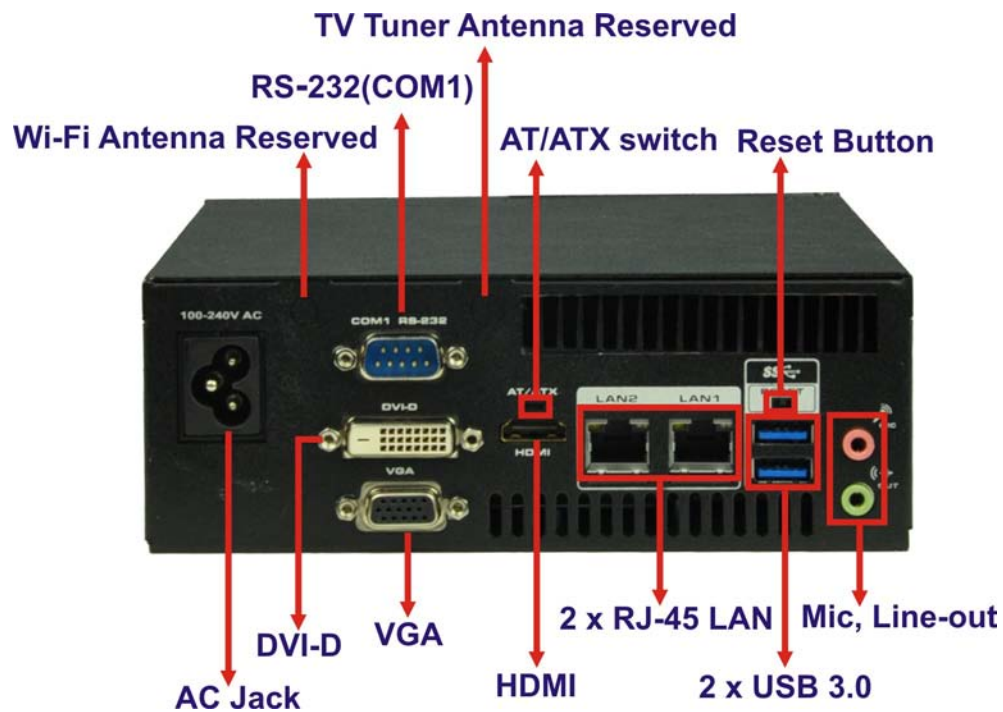 TV Tuner Antenna Reserved
RS-232(COM1)
Wi-Fi Antenna Reserved
AT/ATX switch
Reset Button
100-240V AC
COM1 RS-232
AT/ATX
LAN2
LAN1
DVI-D
HDMI
VGA
2 x RJ-45 LAN
Mic, Line-out
DVI-D
VGA
AC Jack
HDMI
2 x USB 3.0